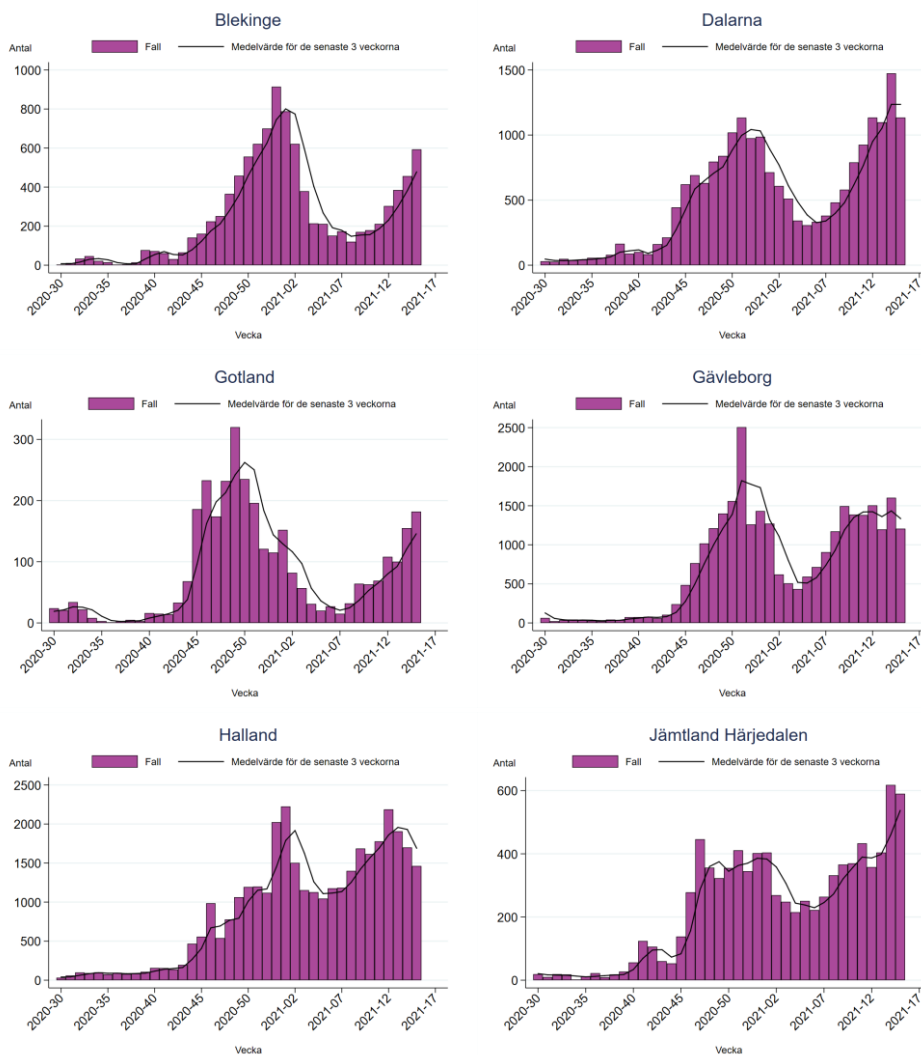 Blekinge
Antal
Fall
Medelvärde för de senaste 3 veckorna
1000
800
600
400
200
0
2020-30
2020-35
2020-40
2020-45
2020-50
2021-02
2021-07
2021-12
2021-17
Vecka
Dalarna
Antal
Fall
Medelvärde för de senaste 3 veckorna
1500
1000
500
0
2020-30
2020-35
2020-40
2020-45
2020-50
2021-02
2021-07
2021-12
2021-17
Vecka
Gotland
Antal
Fall
Medelvärde för de senaste 3 veckorna
300
200
100
0
2020-30
2020-35
2020-40
2020-45
2020-50
2021-02
2021-07
2021-12
2021-17
Vecka
Gävleborg
Antal
Fall
Medelvärde för de senaste 3 veckorna
2500
2000
1500
1000
500
0
2020-30
2020-35
2020-40
2020-45
2020-50
2021-02
2021-07
2021-12
2021-17
Vecka
Halland
Antal
Fall
Medelvärde för de senaste 3 veckorna
2500
2000
1500
1000
500
0
2020-30
2020-35
2020-40
2020-45
2020-50
2021-02
2021-07
2021-12
2021-17
Vecka
Jämtland Härjedalen
Antal
Fall
Medelvärde för de senaste 3 veckorna
600
400
200
0
2020-30
2020-35
2020-40
2020-45
2020-50
2021-02
2021-07
2021-12
2021-17
Vecka